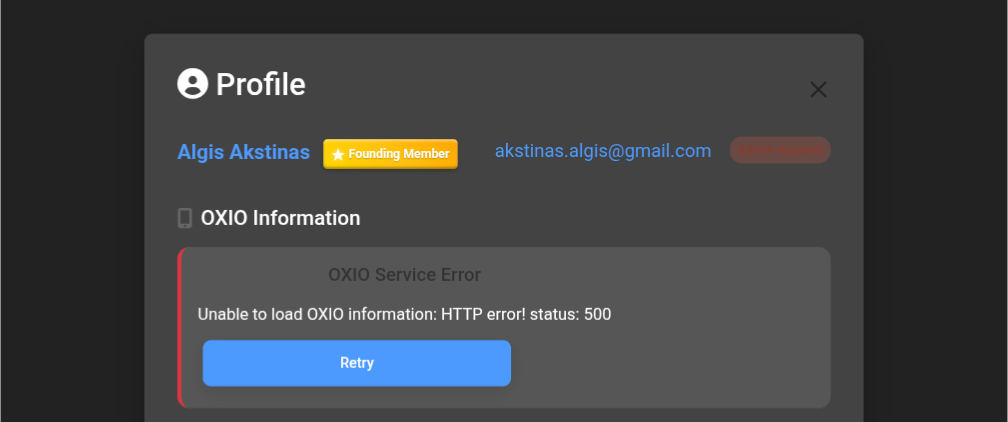 Profile
Algis Akstinas
Founding Member
akstinas.algis@gmail.com
OXIO Information
OXIO Service Error
Unable to load OXIO information: HTTP error! status: 500
Retry